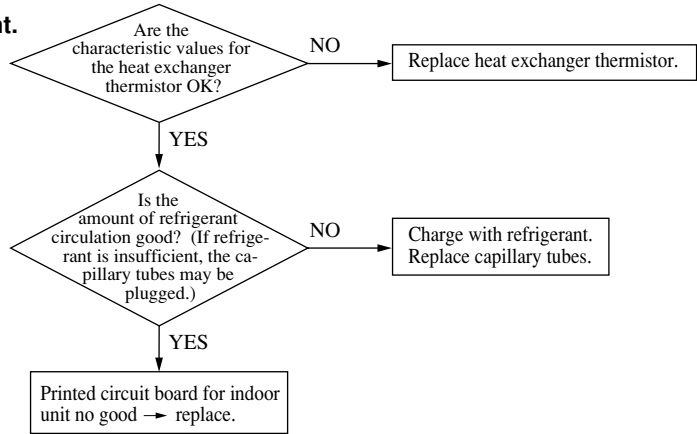 nt.
Are the
characteristic values for
the heat exchanger
thermistor OK?
NO
Replace heat exchanger thermistor.
YES
Is the
amount of refrigerant
circulation good? (If refrige-
rant is insufficient, the ca-
pillary tubes may be
plugged.)
NO
Charge with refrigerant.
Replace capillary tubes.
YES
Printed circuit board for indoor
unit no good → replace.